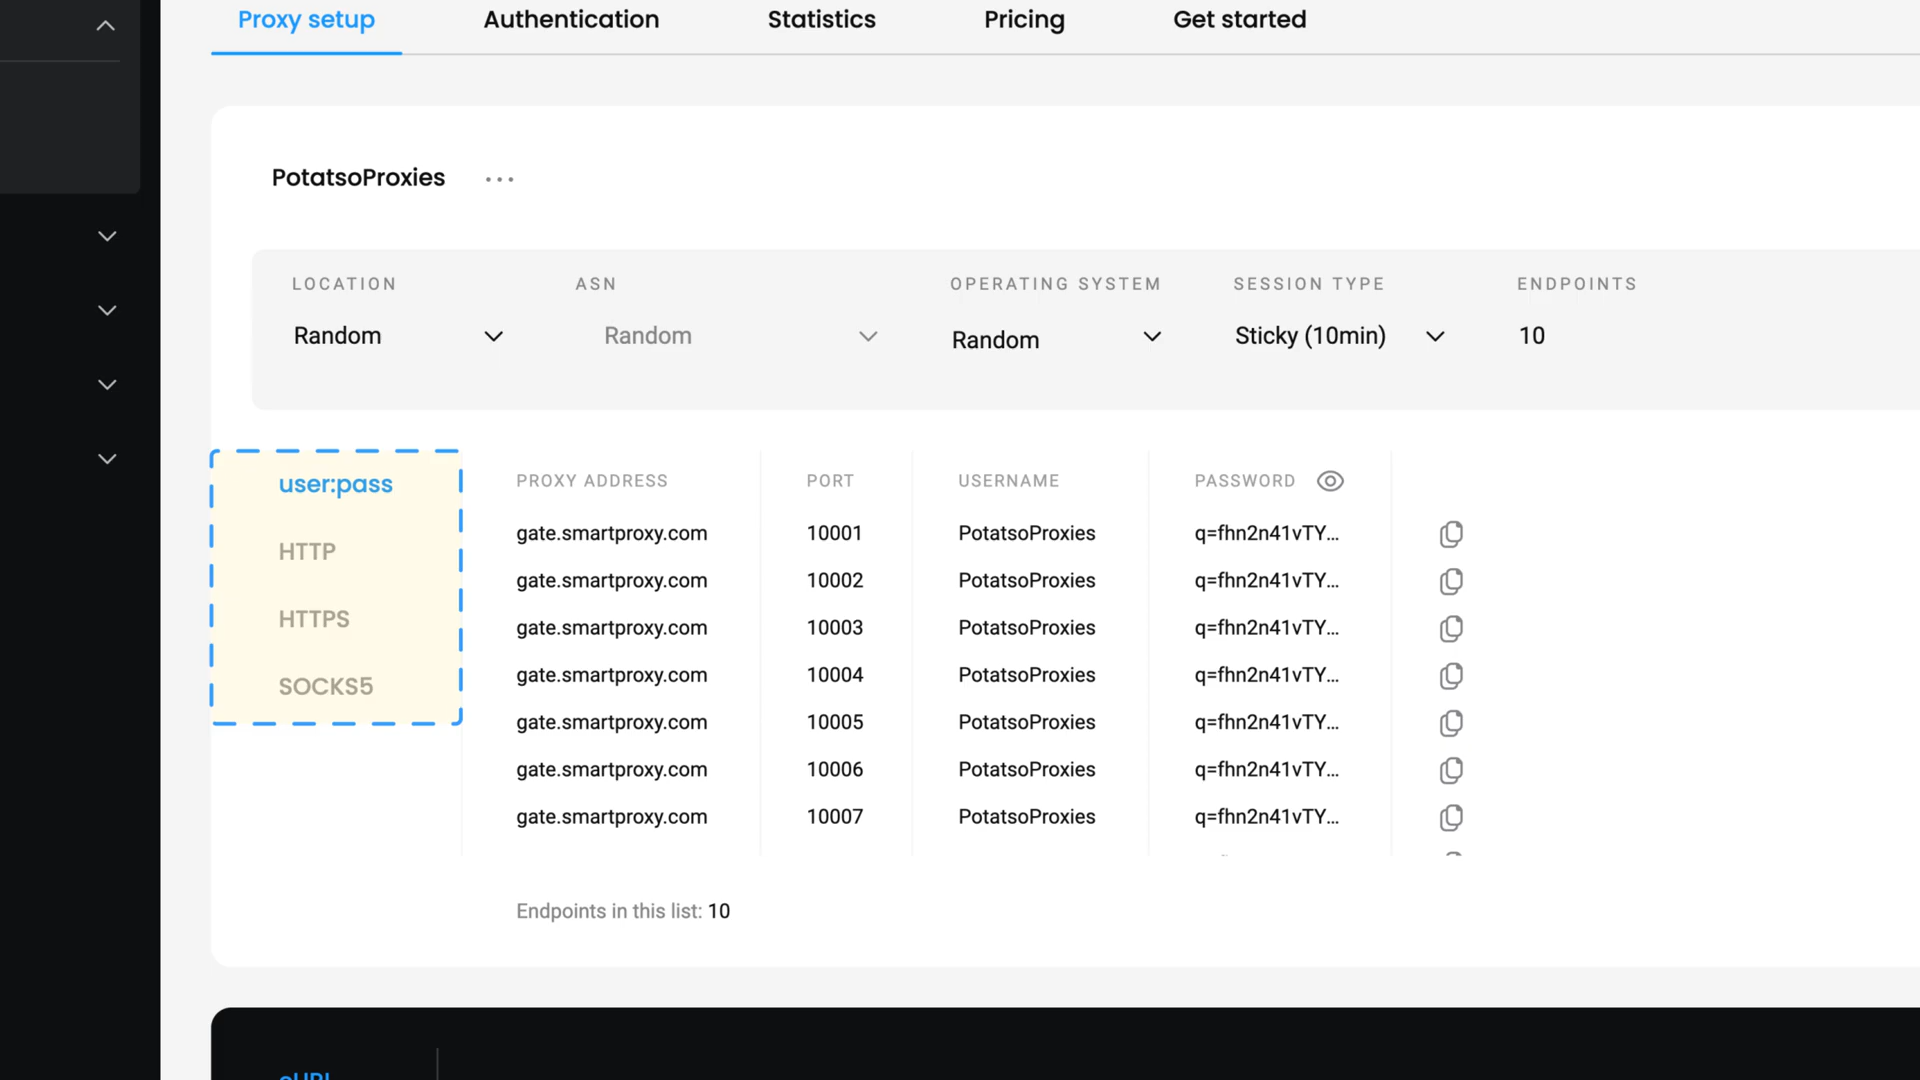 Proxy setup Authentication Statistics Pricing Get started
PotatsoProxies ...
LOCATION ASN OPERATING SYSTEM SESSION TYPE ENDPOINTS
Random Random Random Sticky (10min) 10
user:pass
HTTP
HTTPS
SOCKS5
PROXY ADDRESS PORT USERNAME PASSWORD
gate.smartproxy.com 10001 PotatsoProxies q=fhn2n41vTY...
gate.smartproxy.com 10002 PotatsoProxies q=fhn2n41vTY...
gate.smartproxy.com 10003 PotatsoProxies q=fhn2n41vTY...
gate.smartproxy.com 10004 PotatsoProxies q=fhn2n41vTY...
gate.smartproxy.com 10005 PotatsoProxies q=fhn2n41vTY...
gate.smartproxy.com 10006 PotatsoProxies q=fhn2n41vTY...
gate.smartproxy.com 10007 PotatsoProxies q=fhn2n41vTY...
Endpoints in this list: 10